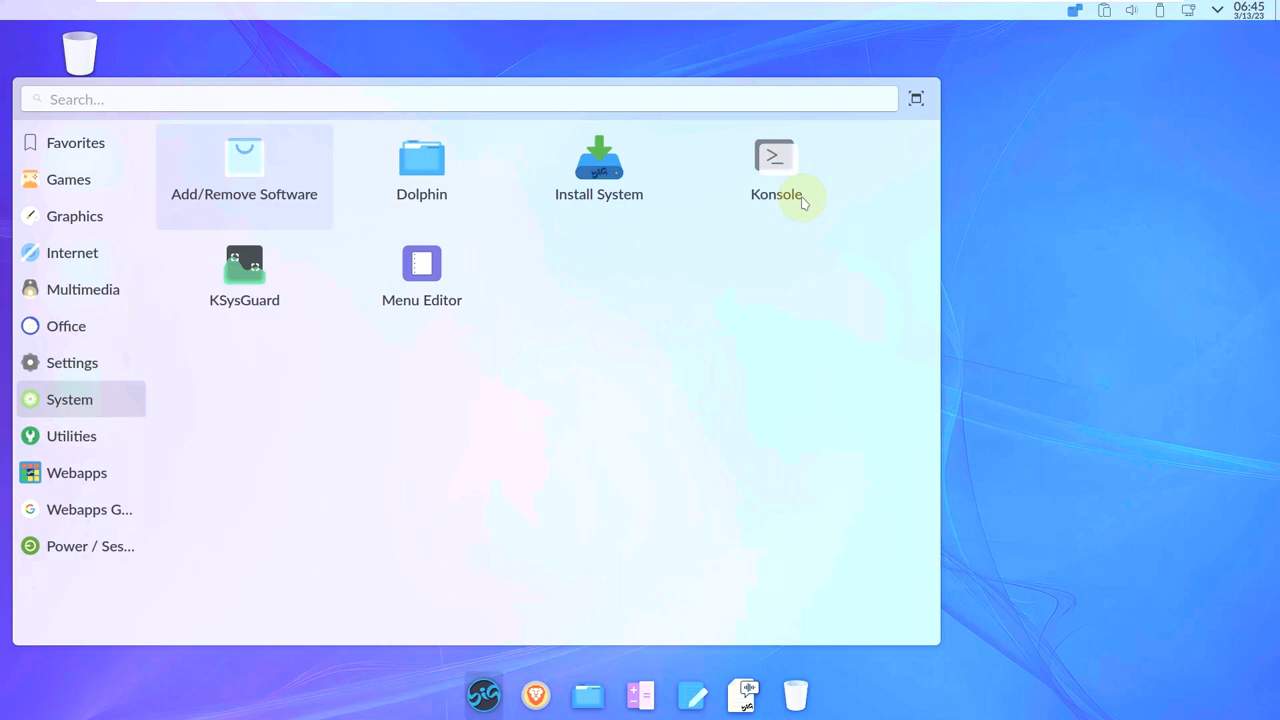 06:45
3/13/23
Search...
Favorites
Games
Graphics
Internet
Multimedia
Office
Settings
System
Utilities
Webapps
Webapps G...
Power / Ses...
Add/Remove Software
Dolphin
Install System
Konsole
KSysGuard
Menu Editor